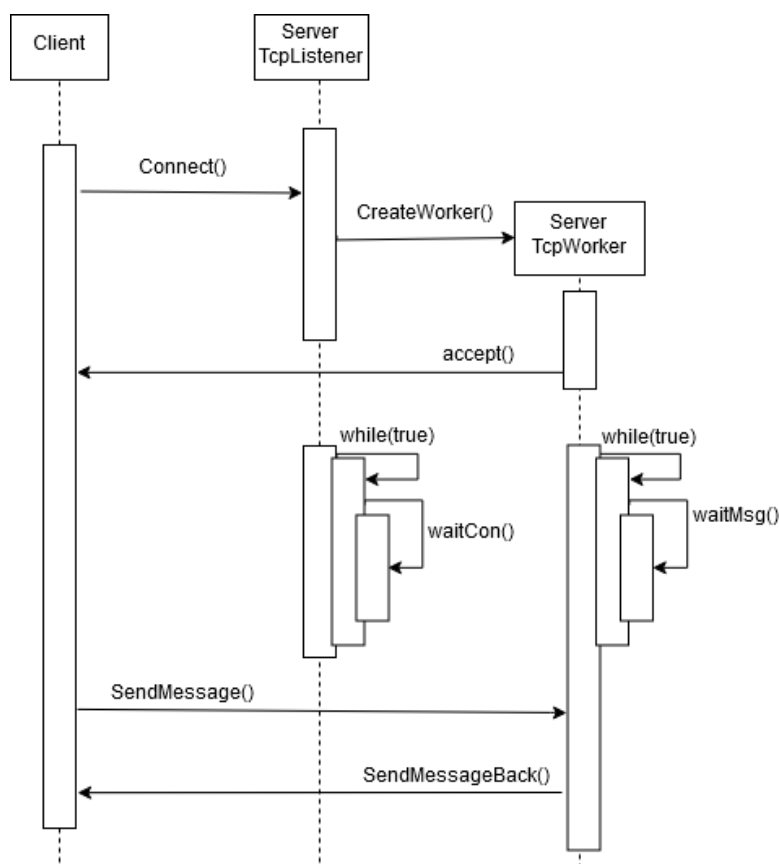 Client
Server
TcpListener
Connect()
CreateWorker()
Server
TcpWorker
accept()
while(true)
while(true)
waitCon()
waitMsg()
SendMessage()
SendMessageBack()